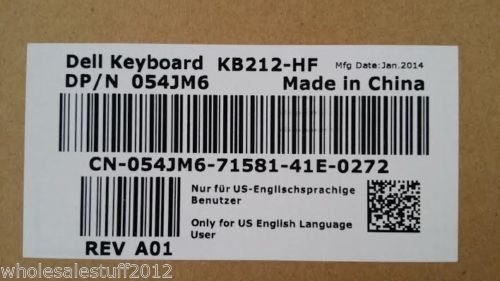 Dell Keyboard KB212-HF Mfg Date:Jan.2014
DP/N 054JM6 Made in China
CN-054JM6-71581-41E-0272
Nur für US-Englischsprachige
Benutzer
Only for US English Language
User
REV A01
wholesalestuff2012